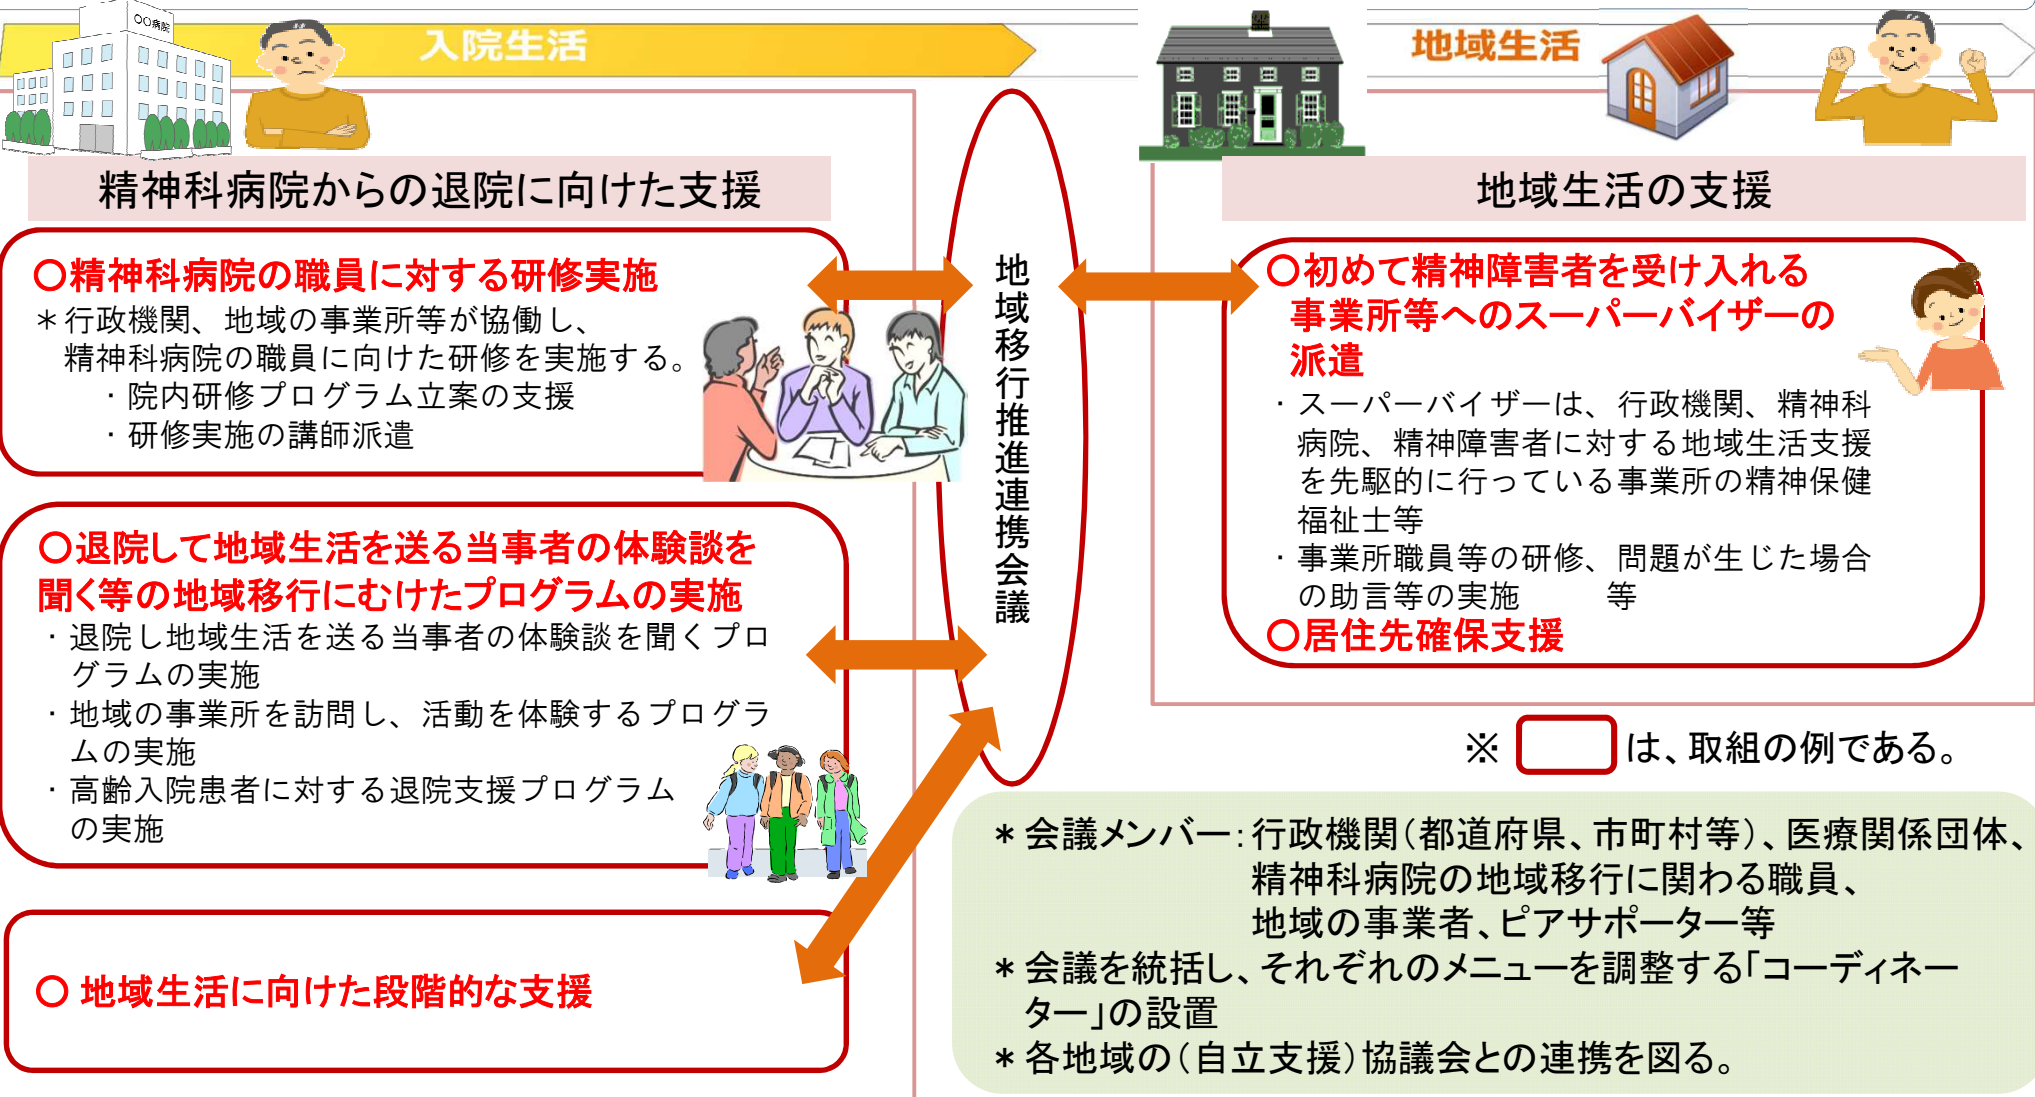 〇〇病院
入院生活
地域生活
精神科病院からの退院に向けた支援
〇精神科病院の職員に対する研修実施
＊行政機関、地域の事業所等が協働し、
精神科病院の職員に向けた研修を実施する。
・院内研修プログラム立案の支援
・研修実施の講師派遣
〇退院して地域生活を送る当事者の体験談を
聞く等の地域移行にむけたプログラムの実施
・退院し地域生活を送る当事者の体験談を聞くプロ
グラムの実施
・地域の事業所を訪問し、活動を体験するプログラ
ムの実施
・高齢入院患者に対する退院支援プログラム
の実施
〇 地域生活に向けた段階的な支援
地域移行推進連携会議
地域生活の支援
〇初めて精神障害者を受け入れる
事業所等へのスーパーバイザーの
派遣
・スーパーバイザーは、行政機関、精神科
病院、精神障害者に対する地域生活支援
を先駆的に行っている事業所の精神保健
福祉士等
・事業所職員等の研修、問題が生じた場合
の助言等の実施　　等
〇居住先確保支援
※　　は、取組の例である。
＊会議メンバー：行政機関（都道府県、市町村等）、医療関係団体、
精神科病院の地域移行に関わる職員、
地域の事業者、ピアサポーター等
＊会議を統括し、それぞれのメニューを調整する「コーディネー
ター」の設置
＊各地域の（自立支援）協議会との連携を図る。